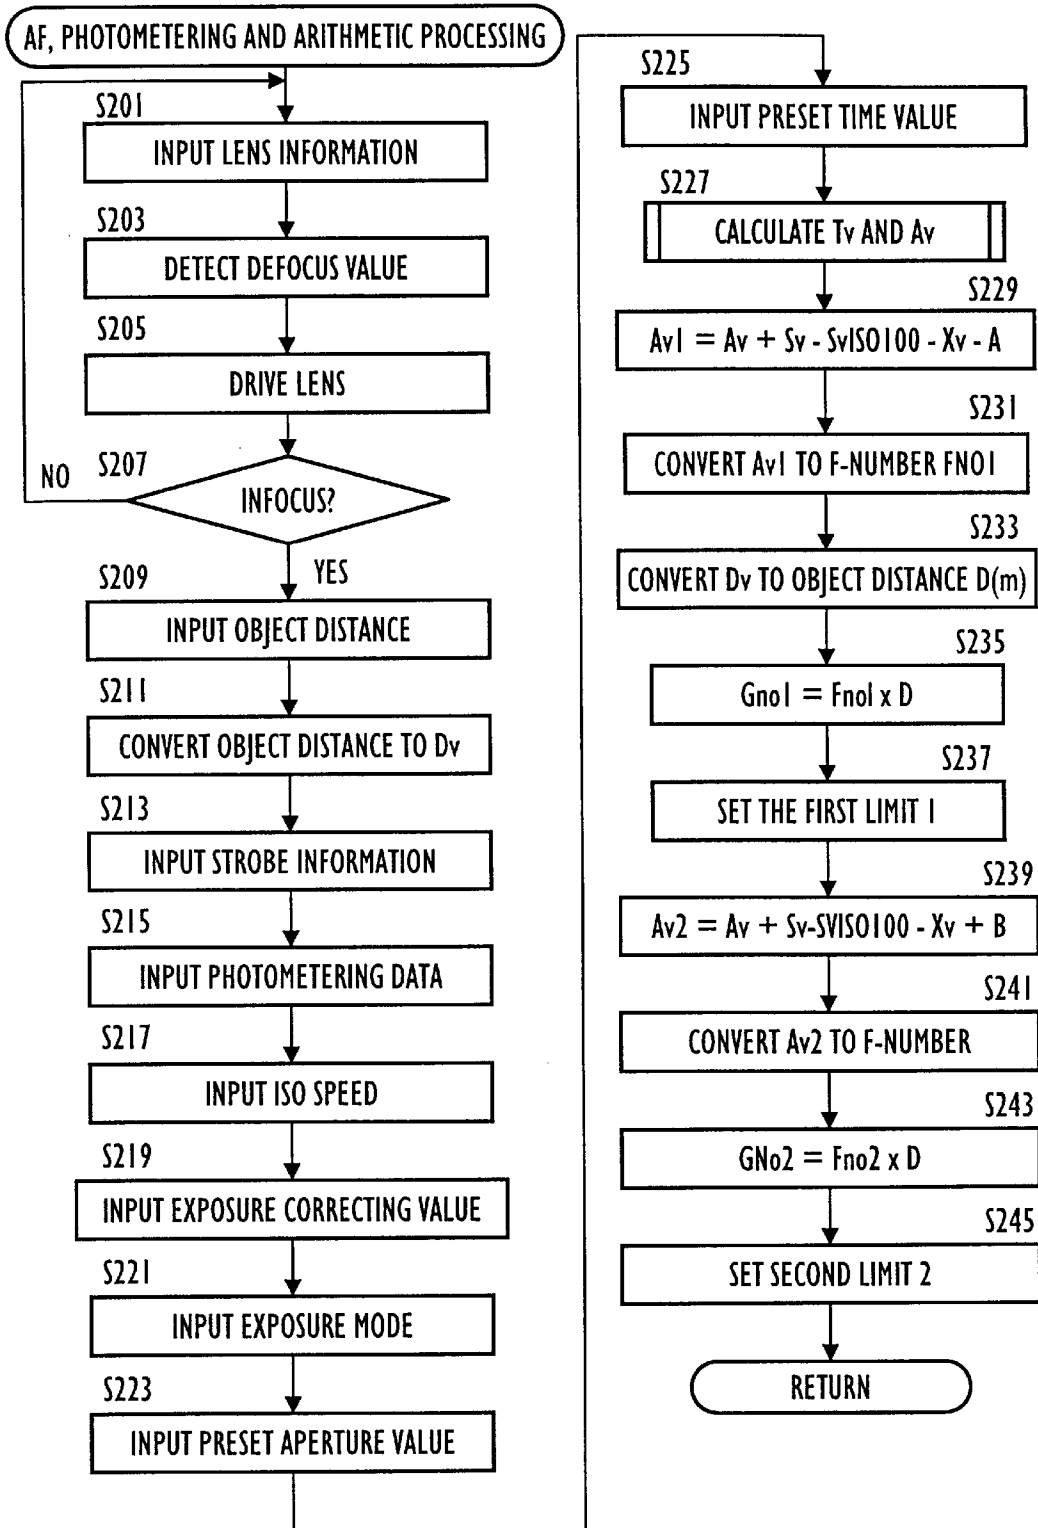 AF, PHOTOMETERING AND ARITHMETIC PROCESSING
S201
INPUT LENS INFORMATION
S203
DETECT DEFOCUS VALUE
S205
DRIVE LENS
NO
S207
INFOCUS?
YES
S209
INPUT OBJECT DISTANCE
S211
CONVERT OBJECT DISTANCE TO Dv
S213
INPUT STROBE INFORMATION
S215
INPUT PHOTOMETERING DATA
S217
INPUT ISO SPEED
S219
INPUT EXPOSURE CORRECTING VALUE
S221
INPUT EXPOSURE MODE
S223
INPUT PRESET APERTURE VALUE
S225
INPUT PRESET TIME VALUE
S227
CALCULATE Tv AND Av
S229
Av1 = Av + Sv - SvISO100 - Xv - A
S231
CONVERT Av1 TO F-NUMBER FNO1
S233
CONVERT Dv TO OBJECT DISTANCE D(m)
S235
Gno1 = Fno1 x D
S237
SET THE FIRST LIMIT 1
S239
Av2 = Av + Sv-SVISO100 - Xv + B
S241
CONVERT Av2 TO F-NUMBER
S243
GNo2 = Fno2 x D
S245
SET SECOND LIMIT 2
RETURN